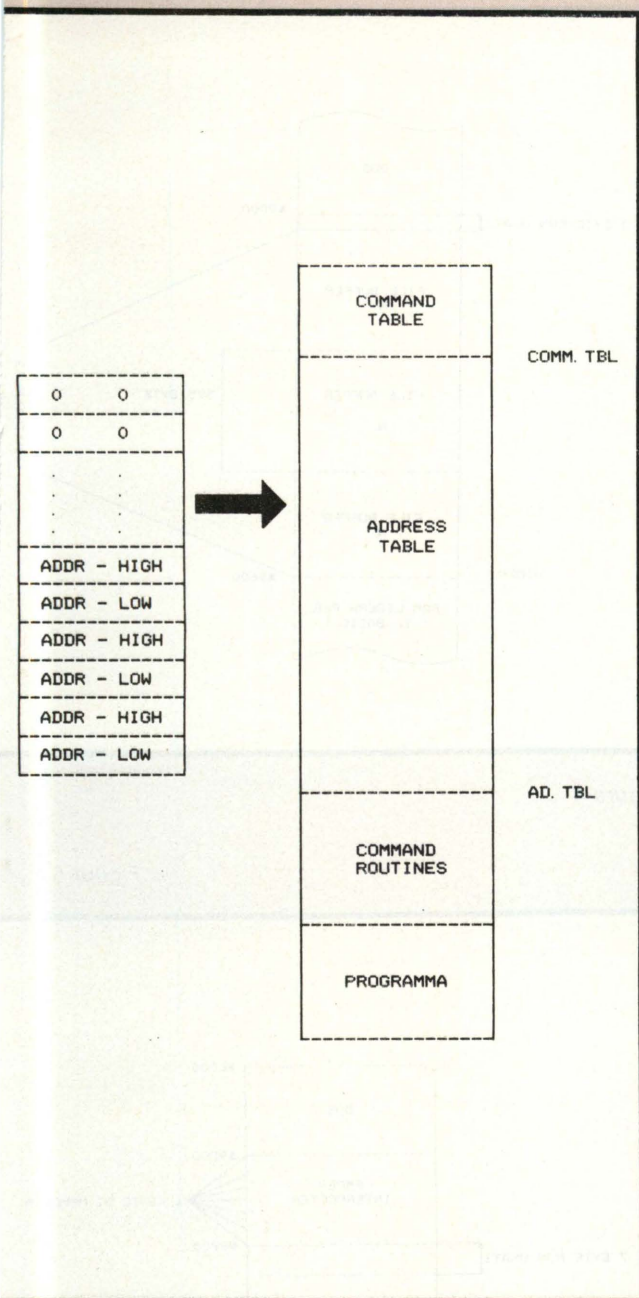 COMMAND
TABLE
COMM. TBL
0 0
0 0
ADDRESS
TABLE
ADDR - HIGH
ADDR - LOW
ADDR - HIGH
ADDR - LOW
ADDR - HIGH
ADDR - LOW
AD. TBL
COMMAND
ROUTINES
PROGRAMMA